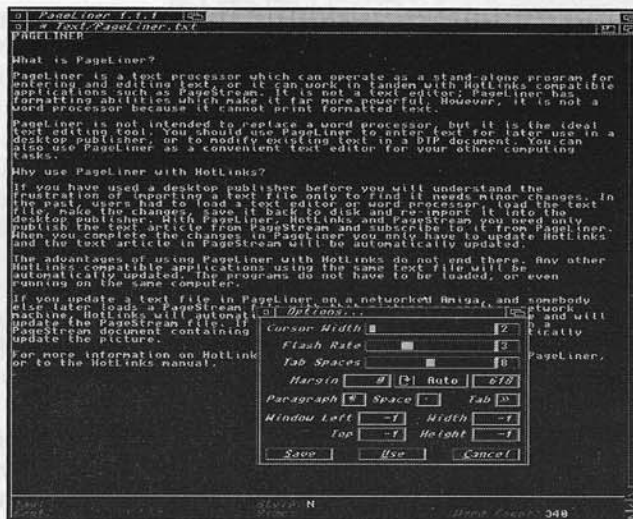 PageLiner 1.1.1
* Text/PageLiner.txt
PAGELINER
What is PageLiner?
PageLiner is a text processor which can operate as a stand-alone program for
entering and editing text, or it can work in tandem with HotLinks compatible
applications such as PageStream. It is not a text editor; PageLiner has
formatting abilities which make it far more powerful. However, it is not a
word processor because it cannot print formatted text.
PageLiner is not intended to replace a word processor, but it is the ideal
text editing tool. You should use PageLiner to enter text for later use in a
desktop publisher, or to modify existing text in a DTP document. You can
also use PageLiner as a convenient text editor for your other computing
tasks.
Why use PageLiner with HotLinks?
If you have used a desktop publisher before you will understand the
frustration of importing a text file only to find it needs minor changes. In
the past, users had to load a text editor or word processor, load the text
file, make the changes, save it back to disk and re-import it into the
desktop publisher. With PageLiner, HotLinks and PageStream you need only
publish the text article from PageStream and subscribe to it from PageLiner.
When you complete the changes in PageLiner you only have to update HotLinks
and the text article in PageStream will be automatically updated.
The advantages of using PageLiner with HotLinks do not end there. Any other
HotLinks compatible applications using the same text file will be
automatically updated. The programs do not have to be loaded, or even
running on the same computer.
If you update a text file in PageLiner on a networked Amiga, and somebody
else later loads a PageStream
machine, HotLinks will automati
and will
update the PageStream file. If
PageStream document containing
update the picture.
For more information on HotLink
PageLiner,
or to the HotLinks manual.
Options...
Cursor Width 2
Flash Rate 3
Tab Spaces 8
Margin 0 Auto 618
Paragraph ¶ Space · Tab »
Window Left -1 Width -1
Top -1 Height -1
Save Use Cancel
N
340